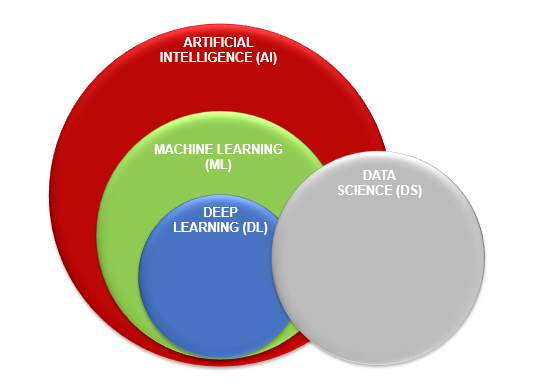 ARTIFICIAL
INTELLIGENCE (AI)
MACHINE LEARNING
(ML)
DEEP
LEARNING (DL)
DATA
SCIENCE (DS)